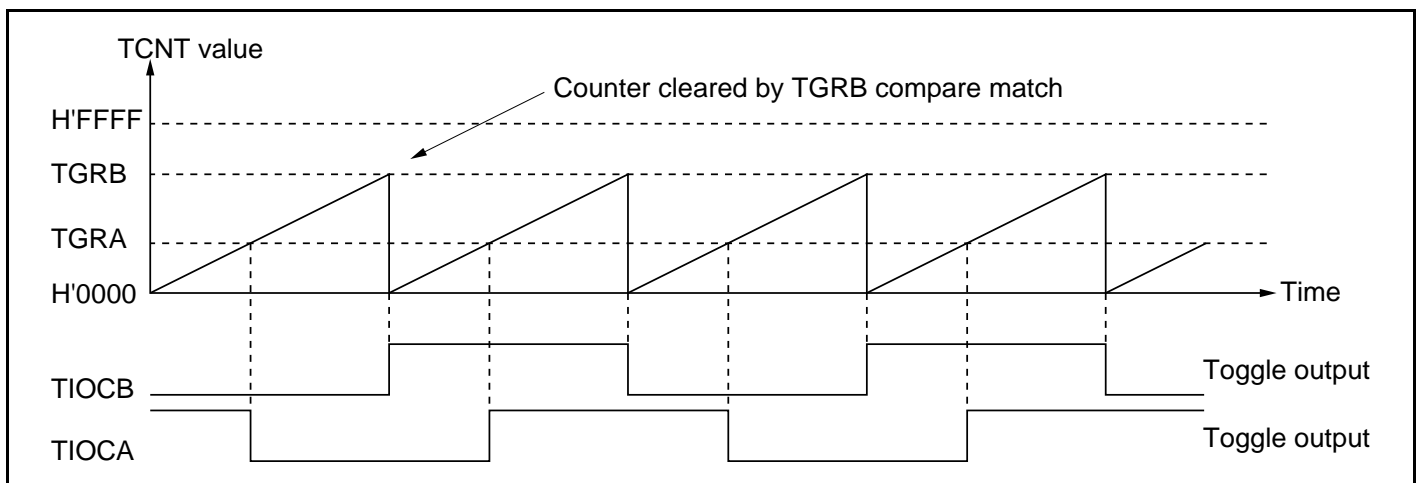 TCNT value
Counter cleared by TGRB compare match
H'FFFF
TGRB
TGRA
H'0000
Time
Toggle output
TIOCB
Toggle output
TIOCA